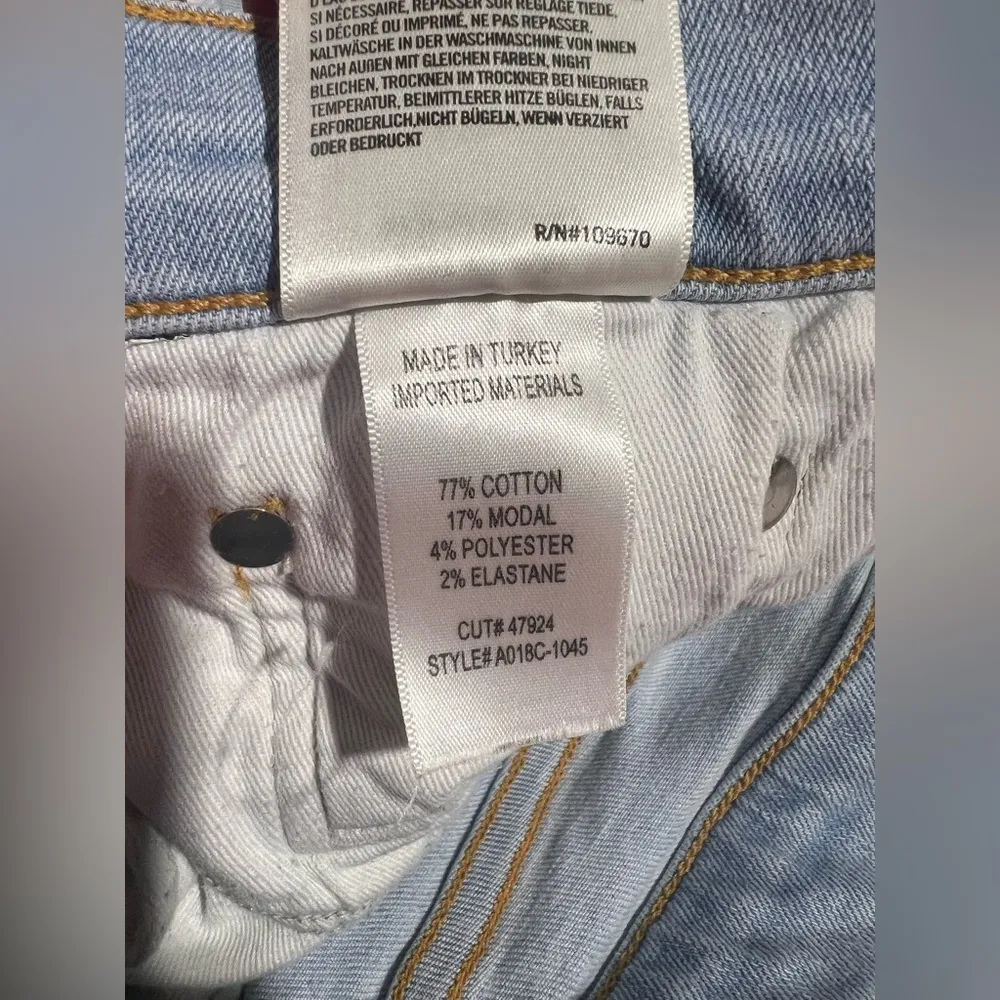 SI NÉCESSAIRE, REPASSER SUR RÉGLAGE TIEDE.
SI DÉCORÉ OU IMPRIMÉ, NE PAS REPASSER,
KALTWÄSCHE IN DER WASCHMASCHINE VON INNEN
NACH AUßEN MIT GLEICHEN FARBEN, NIGHT
BLEICHEN, TROCKNEN IM TROCKNER BEI NIEDRIGER
TEMPERATUR, BEIMITTLERER HITZE BÜGLEN, FALLS
ERFORDERLICH,NICHT BÜGELN, WENN VERZIERT
ODER BEDRUCKT
R/N#109670
MADE IN TURKEY
IMPORTED MATERIALS
77% COTTON
17% MODAL
4% POLYESTER
2% ELASTANE
CUT# 47924
STYLE# A018C-1045